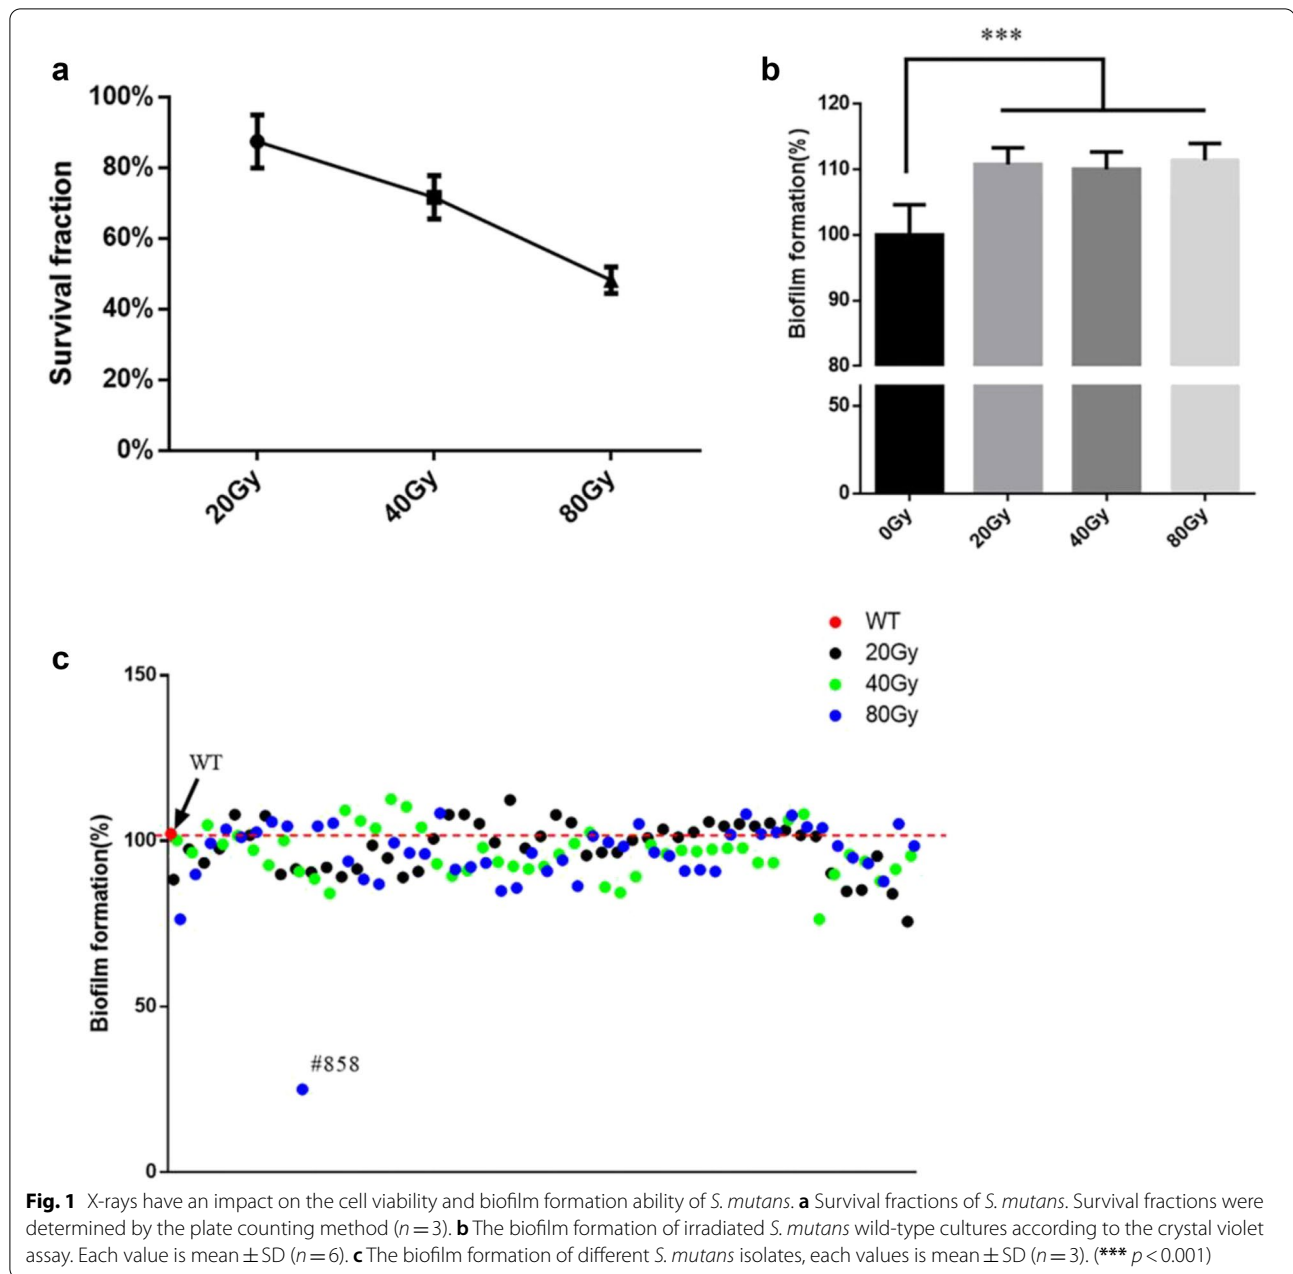 a
100%
80%
60%
40%
20%
0%
Survival fraction
20Gy
40Gy
80Gy
b
***
120
110
100
90
80
50
0
Biofilm formation(%)
0Gy
20Gy
40Gy
80Gy
c
WT
20Gy
40Gy
80Gy
150
100
50
0
Biofilm formation(%)
WT
#858
Fig. 1 X-rays have an impact on the cell viability and biofilm formation ability of S. mutans. a Survival fractions of S. mutans. Survival fractions were
determined by the plate counting method (n = 3). b The biofilm formation of irradiated S. mutans wild-type cultures according to the crystal violet
assay. Each value is mean ± SD (n = 6). c The biofilm formation of different S. mutans isolates, each values is mean ± SD (n = 3). (*** p < 0.001)